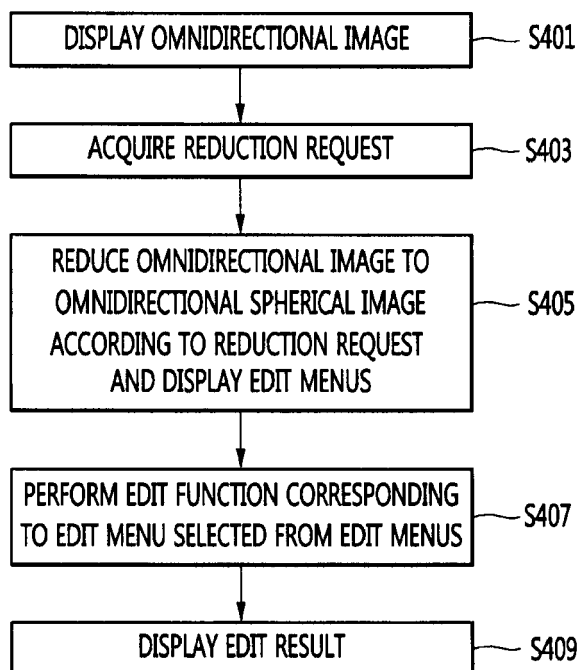 DISPLAY OMNIDIRECTIONAL IMAGE
S401
ACQUIRE REDUCTION REQUEST
S403
REDUCE OMNIDIRECTIONAL IMAGE TO
OMNIDIRECTIONAL SPHERICAL IMAGE
ACCORDING TO REDUCTION REQUEST
AND DISPLAY EDIT MENUS
S405
PERFORM EDIT FUNCTION CORRESPONDING
TO EDIT MENU SELECTED FROM EDIT MENUS
S407
DISPLAY EDIT RESULT
S409